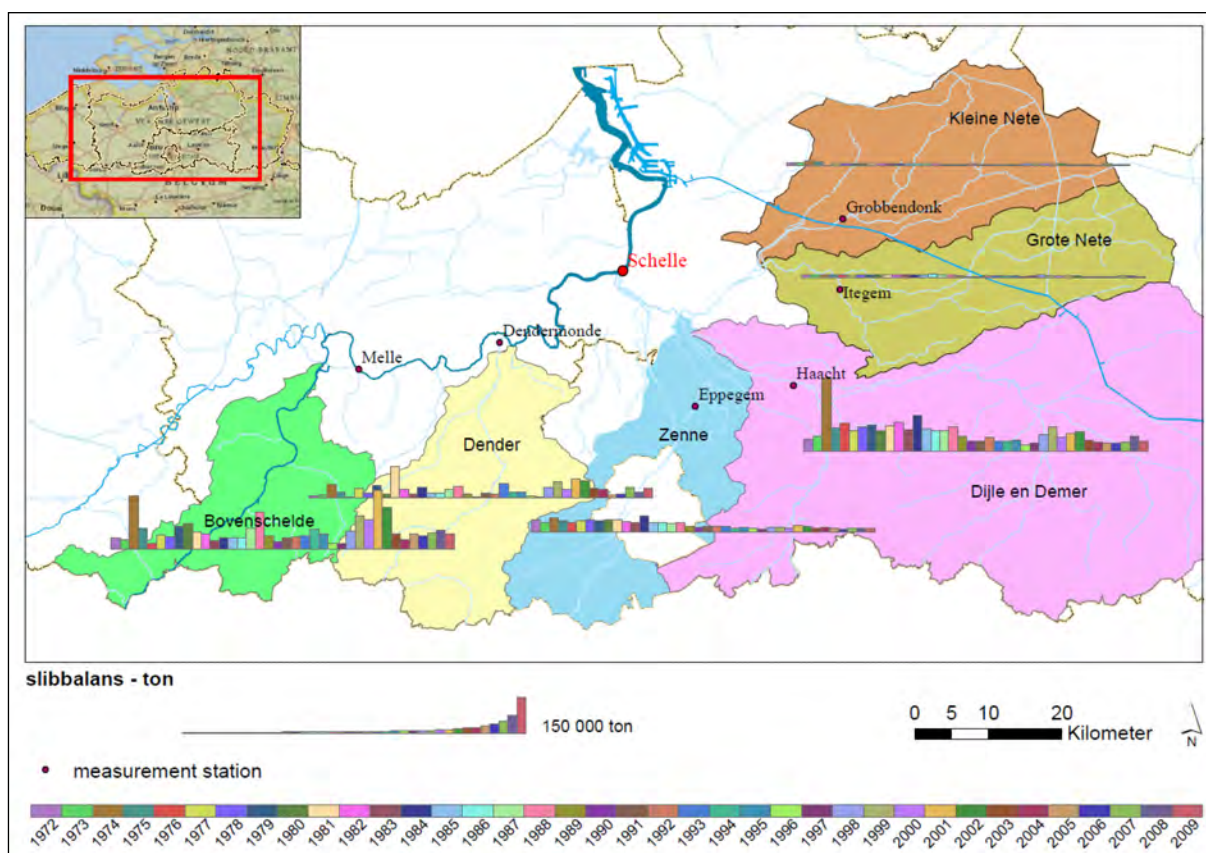 Antwerp
BELGIUM
Kleine Nete
Grobbendonk
Grote Nete
Schelle
Itegem
Dendermonde
Melle
Haacht
Eppegem
Dender
Zenne
Dijle en Demer
Bovenschelde
slibbalans - ton
150 000 ton
0 5 10 20
Kilometer
N
measurement station
1972 1973 1974 1975 1976 1977 1978 1979 1980 1981 1982 1983 1984 1985 1986 1987 1988 1989 1990 1991 1992 1993 1994 1995 1996 1997 1998 1999 2000 2001 2002 2003 2004 2005 2006 2007 2008 2009